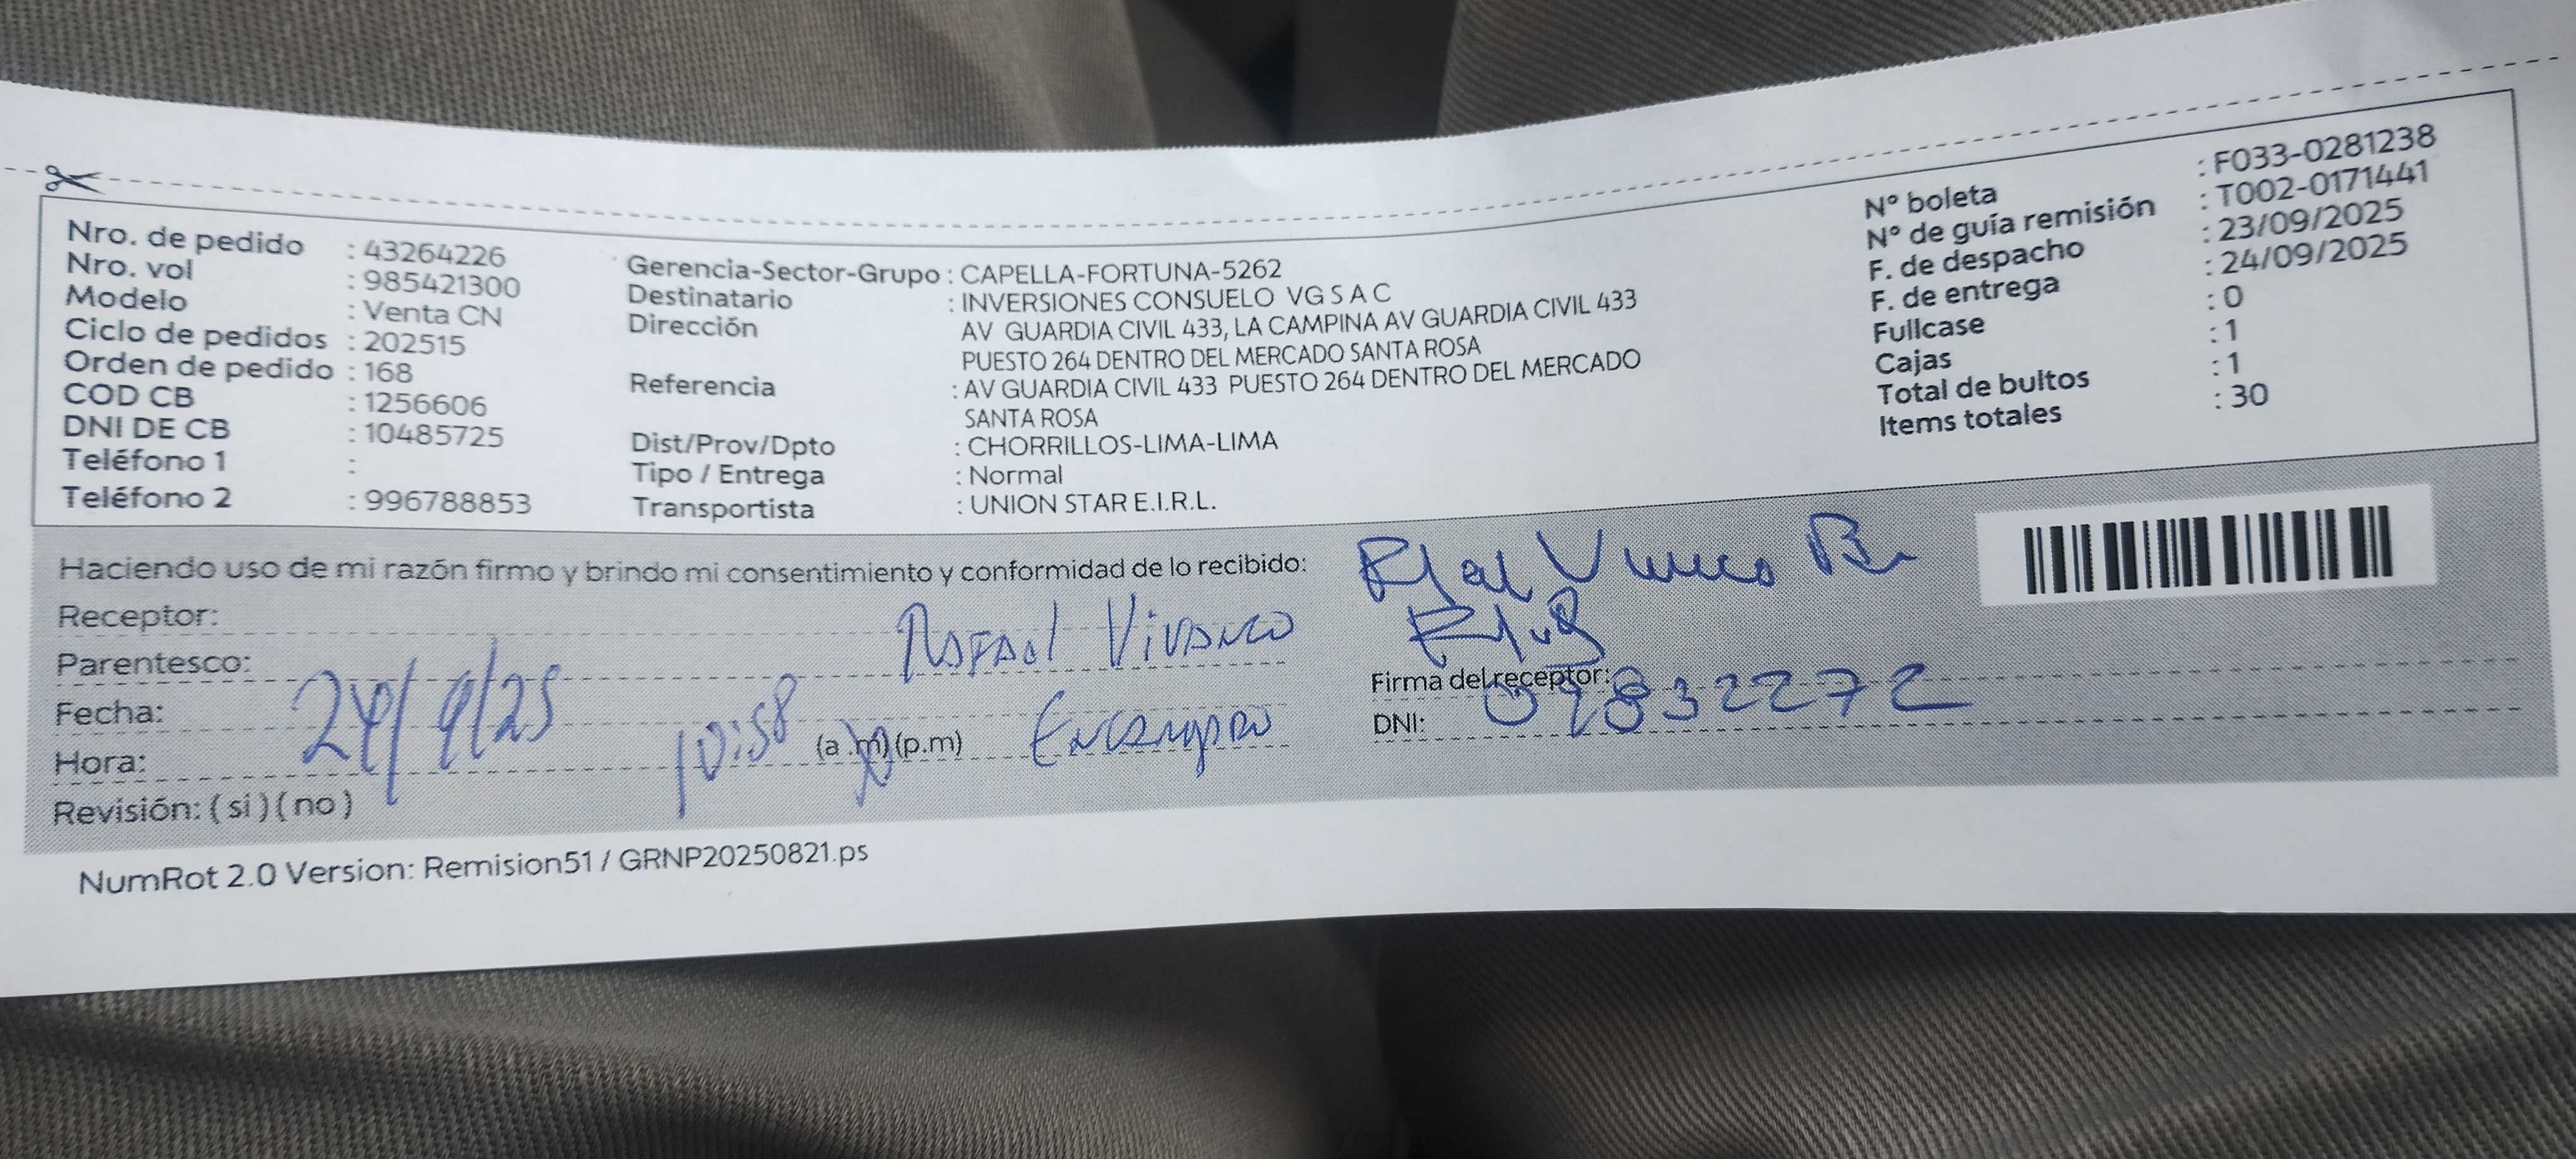 Nro. de pedido : 43264226
Nro. vol : 985421300
Modelo : Venta CN
Ciclo de pedidos : 202515
Orden de pedido : 168
COD CB : 1256606
DNI DE CB : 10485725
Teléfono 1 :
Teléfono 2 : 996788853
Gerencia-Sector-Grupo : CAPELLA-FORTUNA-5262
Destinatario : INVERSIONES CONSUELO VG S A C
Dirección AV GUARDIA CIVIL 433, LA CAMPINA AV GUARDIA CIVIL 433
PUESTO 264 DENTRO DEL MERCADO SANTA ROSA
Referencia : AV GUARDIA CIVIL 433 PUESTO 264 DENTRO DEL MERCADO
SANTA ROSA
Dist/Prov/Dpto : CHORRILLOS-LIMA-LIMA
Tipo / Entrega : Normal
Transportista : UNION STAR E.I.R.L.
N° boleta : F033-0281238
N° de guía remisión : T002-0171441
F. de despacho : 23/09/2025
F. de entrega : 24/09/2025
Fullcase : 0
Cajas : 1
Total de bultos : 1
Items totales : 30
Haciendo uso de mi razón firmo y brindo mi consentimiento y conformidad de lo recibido:
Receptor: Rafael Vivanco
Parentesco: Encargado
Fecha: 24/9/25
Hora: 10:58 (a.m)(p.m)
Revisión: (si)(no)
Firma del receptor:
DNI: 09832272
NumRot 2.0 Version: Remision51 / GRNP20250821.ps